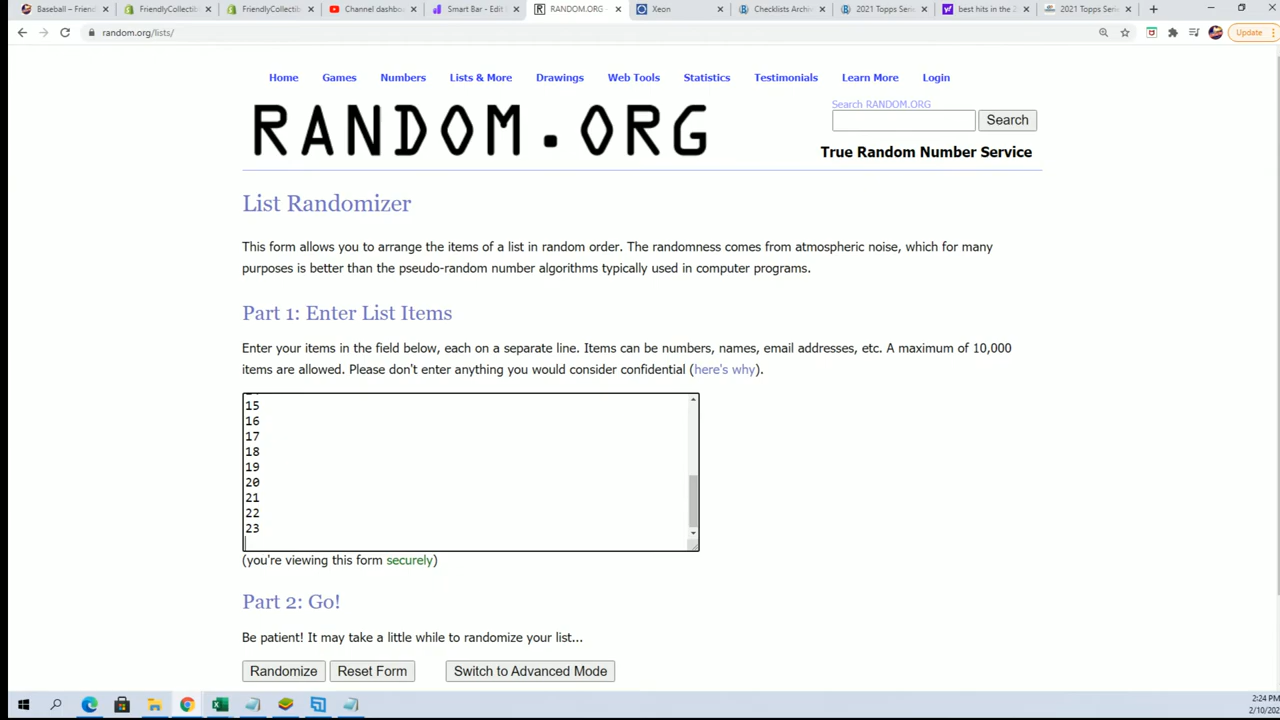 Baseball – Friend
FriendlyCollectib
FriendlyCollectib
Channel dashboa
Smart Bar - Edit
RANDOM.ORG
Xeon
Checklists Archi
2021 Topps Serie
best hits in the 2
2021 Topps Serie
random.org/lists/
Update
Home
Games
Numbers
Lists & More
Drawings
Web Tools
Statistics
Testimonials
Learn More
Login
RANDOM.ORG
Search RANDOM.ORG
Search
True Random Number Service
List Randomizer
This form allows you to arrange the items of a list in random order. The randomness comes from atmospheric noise, which for many
purposes is better than the pseudo-random number algorithms typically used in computer programs.
Part 1: Enter List Items
Enter your items in the field below, each on a separate line. Items can be numbers, names, email addresses, etc. A maximum of 10,000
items are allowed. Please don't enter anything you would consider confidential (here's why).
15
16
17
18
19
20
21
22
23
(you're viewing this form securely)
Part 2: Go!
Be patient! It may take a little while to randomize your list...
Randomize
Reset Form
Switch to Advanced Mode
2:24 PM
2/10/202